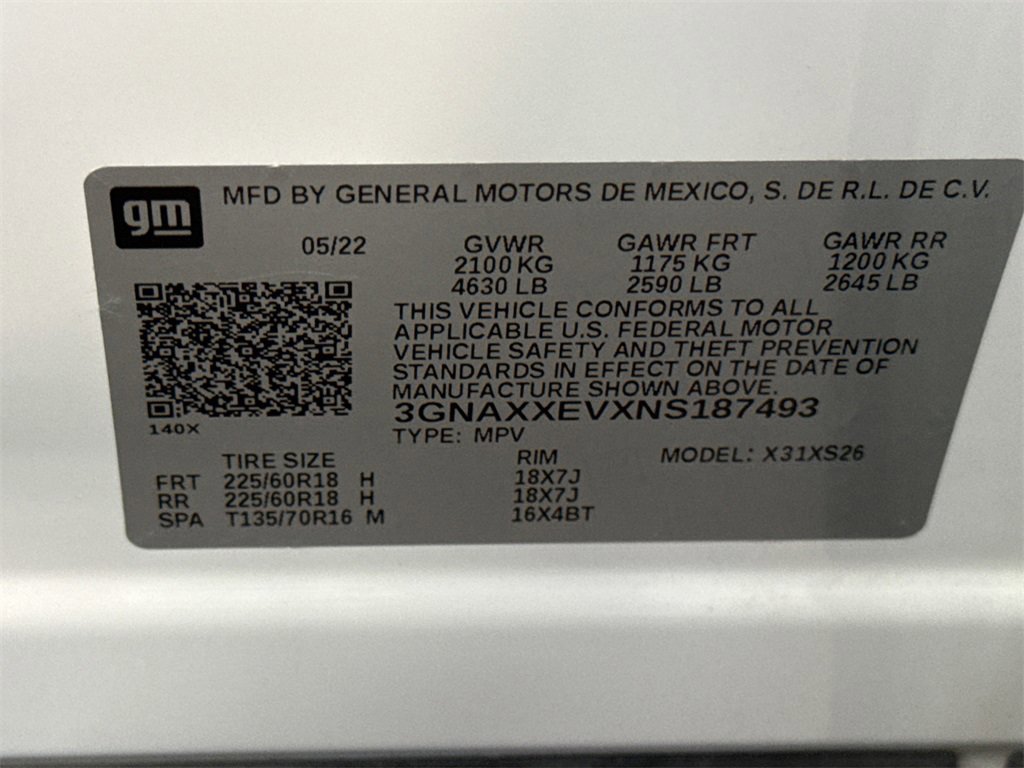 gm MFD BY GENERAL MOTORS DE MEXICO, S. DE R.L. DE C.V.
05/22 GVWR GAWR FRT GAWR RR
2100 KG 1175 KG 1200 KG
4630 LB 2590 LB 2645 LB
THIS VEHICLE CONFORMS TO ALL
APPLICABLE U.S. FEDERAL MOTOR
VEHICLE SAFETY AND THEFT PREVENTION
STANDARDS IN EFFECT ON THE DATE OF
MANUFACTURE SHOWN ABOVE.
3GNAXXEVXNS187493
140X
TYPE: MPV MODEL: X31XS26
TIRE SIZE RIM
FRT 225/60R18 H 18X7J
RR 225/60R18 H 18X7J
SPA T135/70R16 M 16X4BT